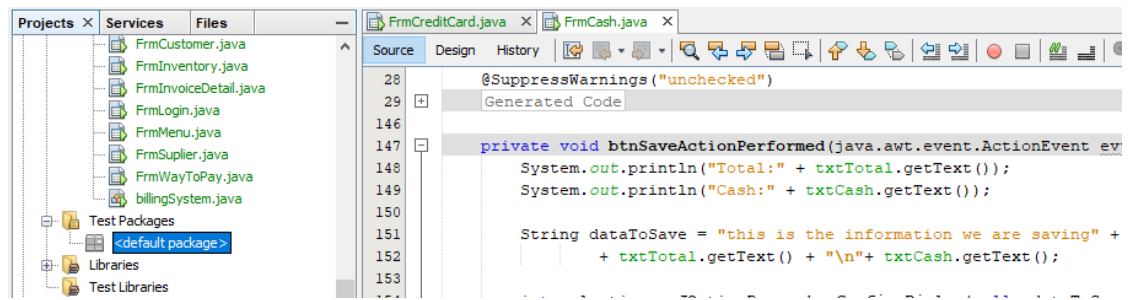 Projects Services Files
FrmCustomer.java
FrmInventory.java
FrmInvoiceDetail.java
FrmLogin.java
FrmMenu.java
FrmSuplier.java
FrmWayToPay.java
billingSystem.java
Test Packages
<default package>
Libraries
Test Libraries
FrmCreditCard.java FrmCash.java
Source Design History
28 @SuppressWarnings("unchecked")
29 Generated Code
146
147 private void btnSaveActionPerformed(java.awt.event.ActionEvent
148 System.out.println("Total:" + txtTotal.getText());
149 System.out.println("Cash:" + txtCash.getText());
150
151 String dataToSave = "this is the information we are saving" +
152 + txtTotal.getText() + "\n"+ txtCash.getText();
153